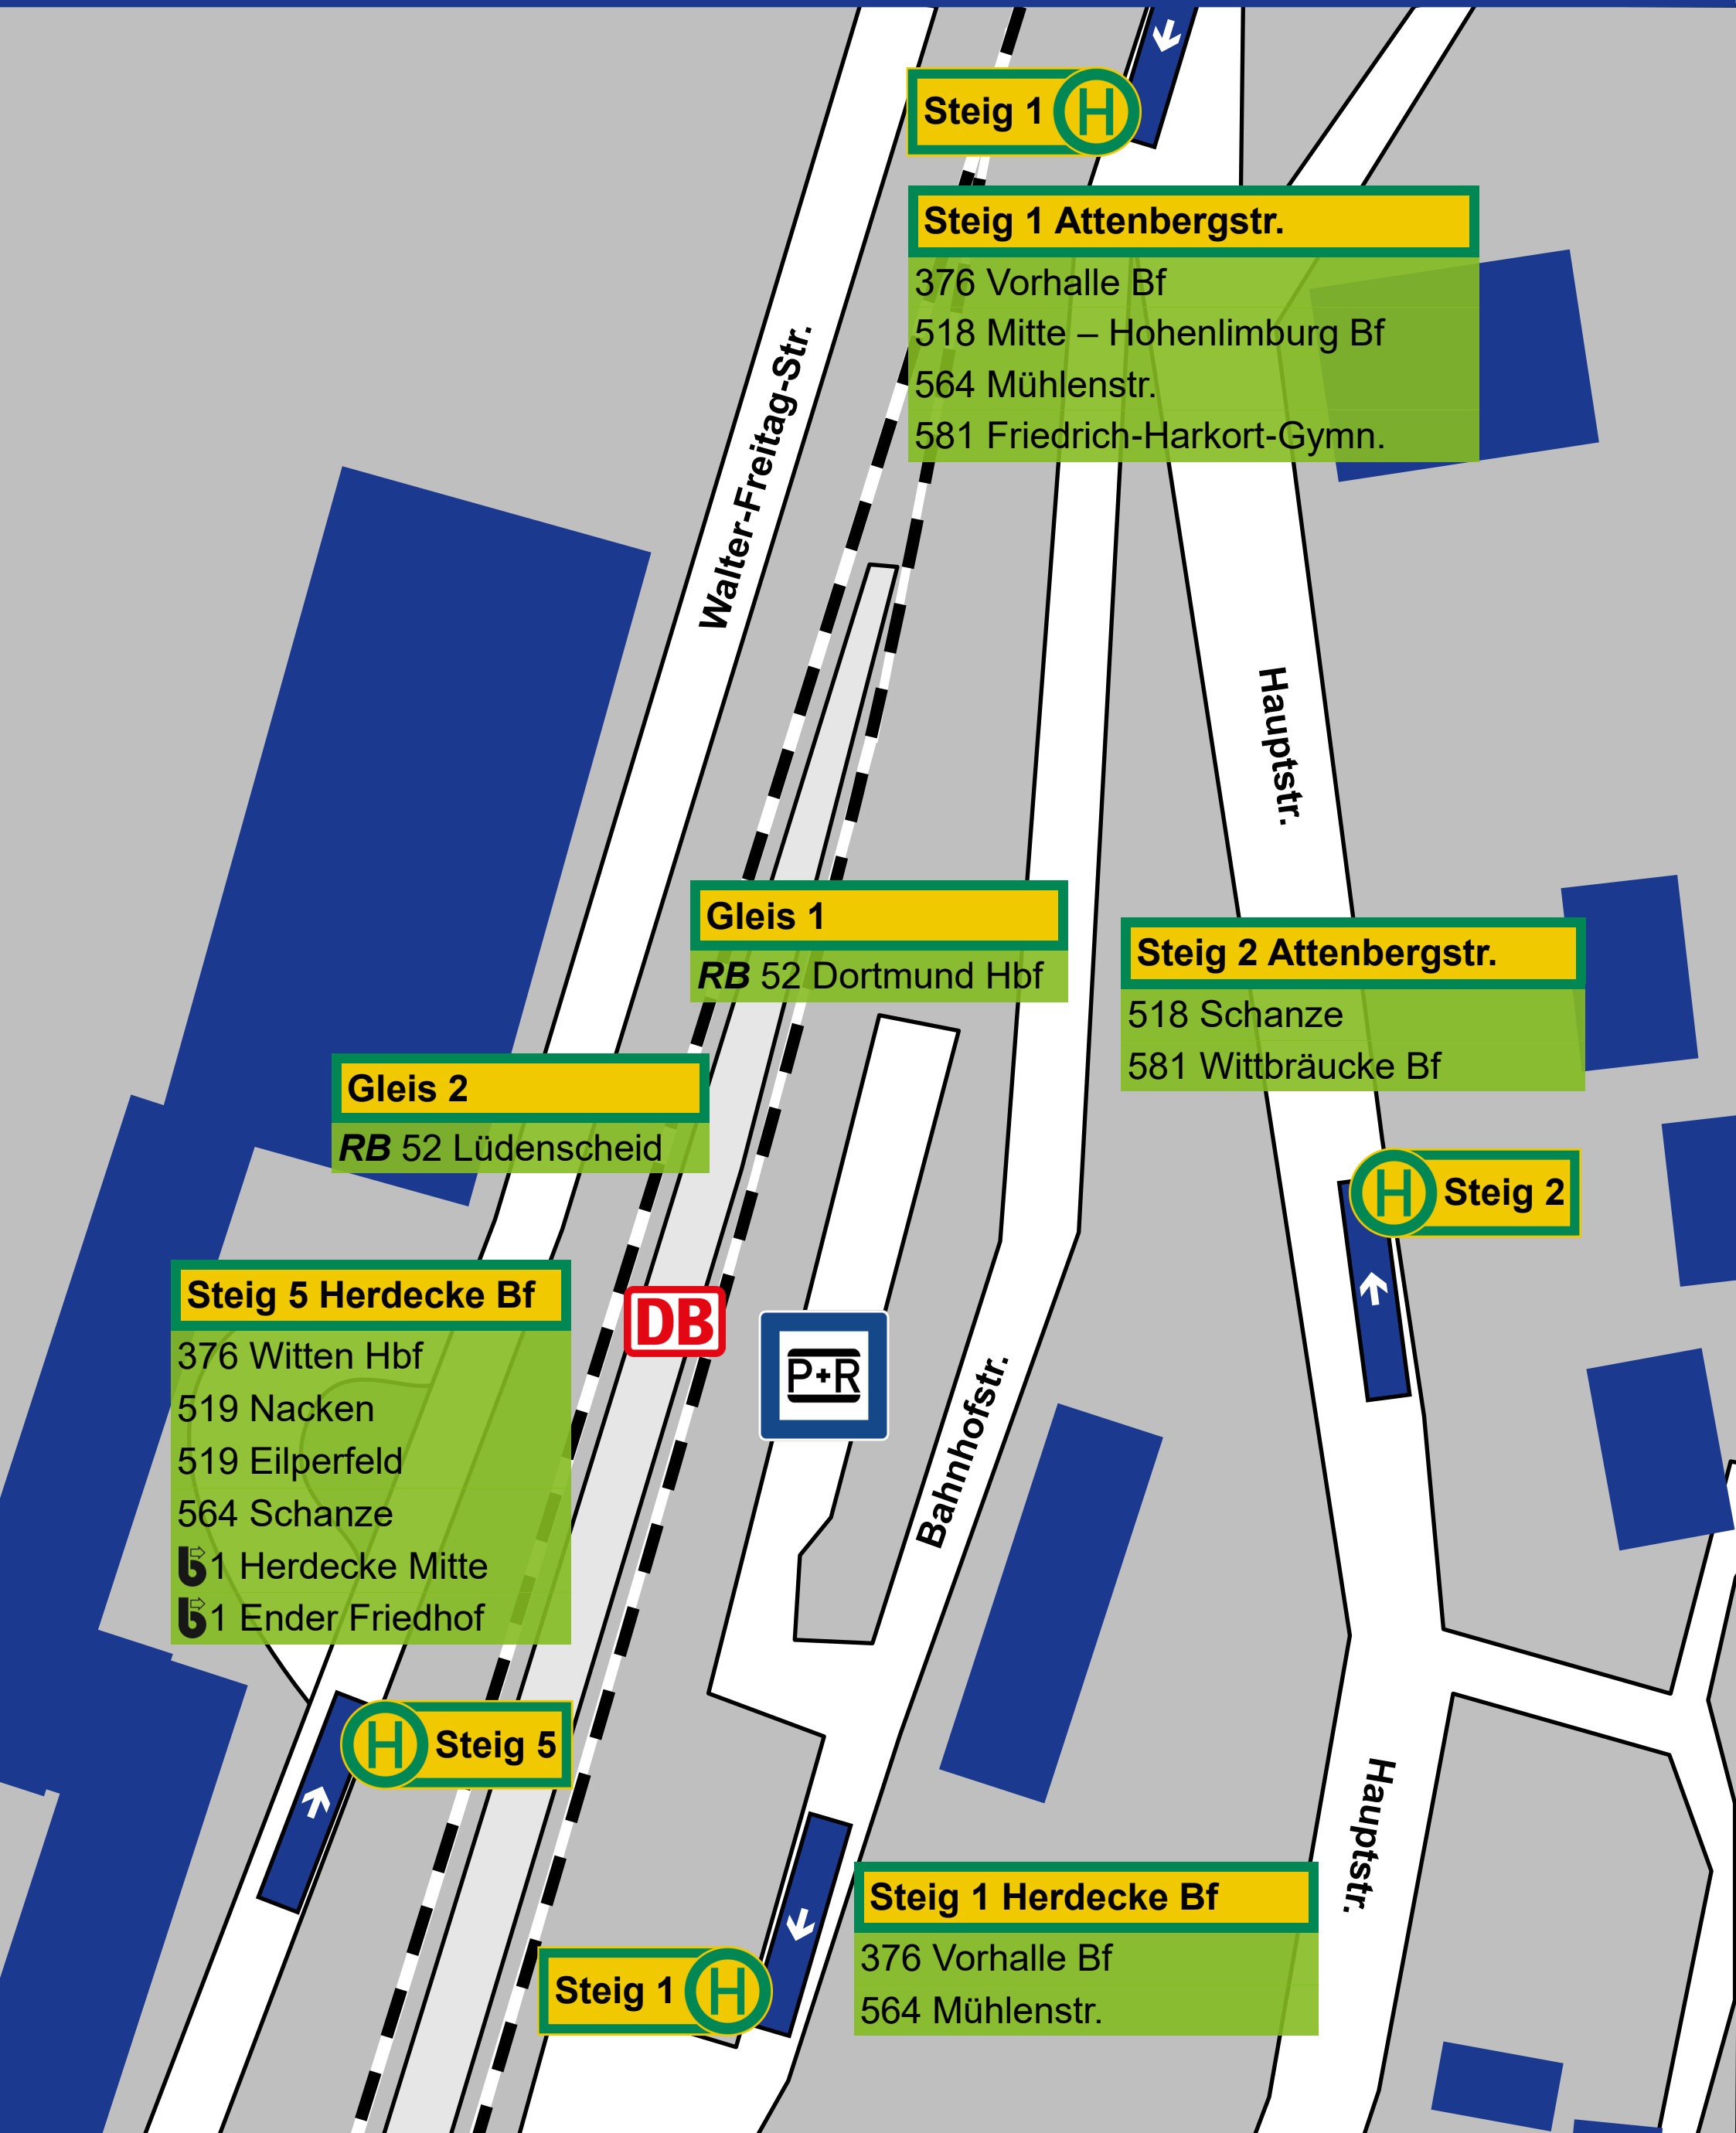 Steig 1 H
Steig 1 Attenbergstr.
376 Vorhalle Bf
518 Mitte – Hohenlimburg Bf
564 Mühlenstr.
581 Friedrich-Harkort-Gymn.
Walter-Freitag-Str.
Hauptstr.
Gleis 1
RB 52 Dortmund Hbf
Steig 2 Attenbergstr.
518 Schanze
581 Wittbräucke Bf
Gleis 2
RB 52 Lüdenscheid
H Steig 2
Steig 5 Herdecke Bf
376 Witten Hbf
519 Nacken
519 Eilperfeld
564 Schanze
b1 Herdecke Mitte
b1 Ender Friedhof
DB
P+R
Bahnhofstr.
H Steig 5
Hauptstr.
Steig 1 Herdecke Bf
376 Vorhalle Bf
564 Mühlenstr.
Steig 1 H